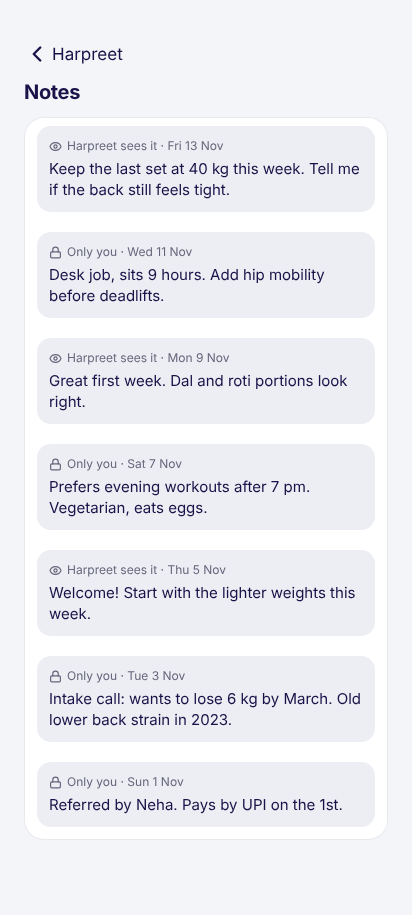 Harpreet
Notes
Harpreet sees it · Fri 13 Nov
Keep the last set at 40 kg this week. Tell me
if the back still feels tight.
Only you · Wed 11 Nov
Desk job, sits 9 hours. Add hip mobility
before deadlifts.
Harpreet sees it · Mon 9 Nov
Great first week. Dal and roti portions look
right.
Only you · Sat 7 Nov
Prefers evening workouts after 7 pm.
Vegetarian, eats eggs.
Harpreet sees it · Thu 5 Nov
Welcome! Start with the lighter weights this
week.
Only you · Tue 3 Nov
Intake call: wants to lose 6 kg by March. Old
lower back strain in 2023.
Only you · Sun 1 Nov
Referred by Neha. Pays by UPI on the 1st.